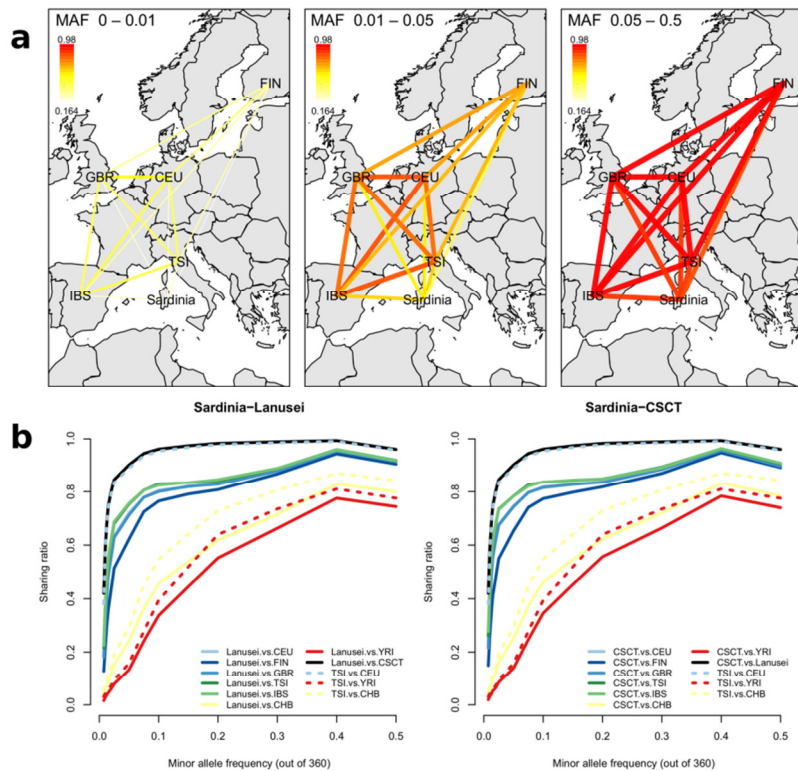 a
MAF 0 – 0.01
0.98
0.164
FIN
GBR CEU
TSI
IBS Sardinia
MAF 0.01 – 0.05
0.98
0.164
FIN
GBR CEU
TSI
IBS Sardinia
MAF 0.05 – 0.5
0.98
0.164
FIN
GBR CEU
TSI
IBS Sardinia
b
Sardinia−Lanusei
Sharing ratio
1.0
0.8
0.6
0.4
0.2
0.0
Lanusei.vs.CEU
Lanusei.vs.FIN
Lanusei.vs.GBR
Lanusei.vs.TSI
Lanusei.vs.IBS
Lanusei.vs.CHB
Lanusei.vs.YRI
Lanusei.vs.CSCT
TSI.vs.CEU
TSI.vs.YRI
TSI.vs.CHB
0.0 0.1 0.2 0.3 0.4 0.5
Minor allele frequency (out of 360)
Sardinia−CSCT
Sharing ratio
1.0
0.8
0.6
0.4
0.2
0.0
CSCT.vs.CEU
CSCT.vs.FIN
CSCT.vs.GBR
CSCT.vs.TSI
CSCT.vs.IBS
CSCT.vs.CHB
CSCT.vs.YRI
CSCT.vs.Lanusei
TSI.vs.CEU
TSI.vs.YRI
TSI.vs.CHB
0.0 0.1 0.2 0.3 0.4 0.5
Minor allele frequency (out of 360)